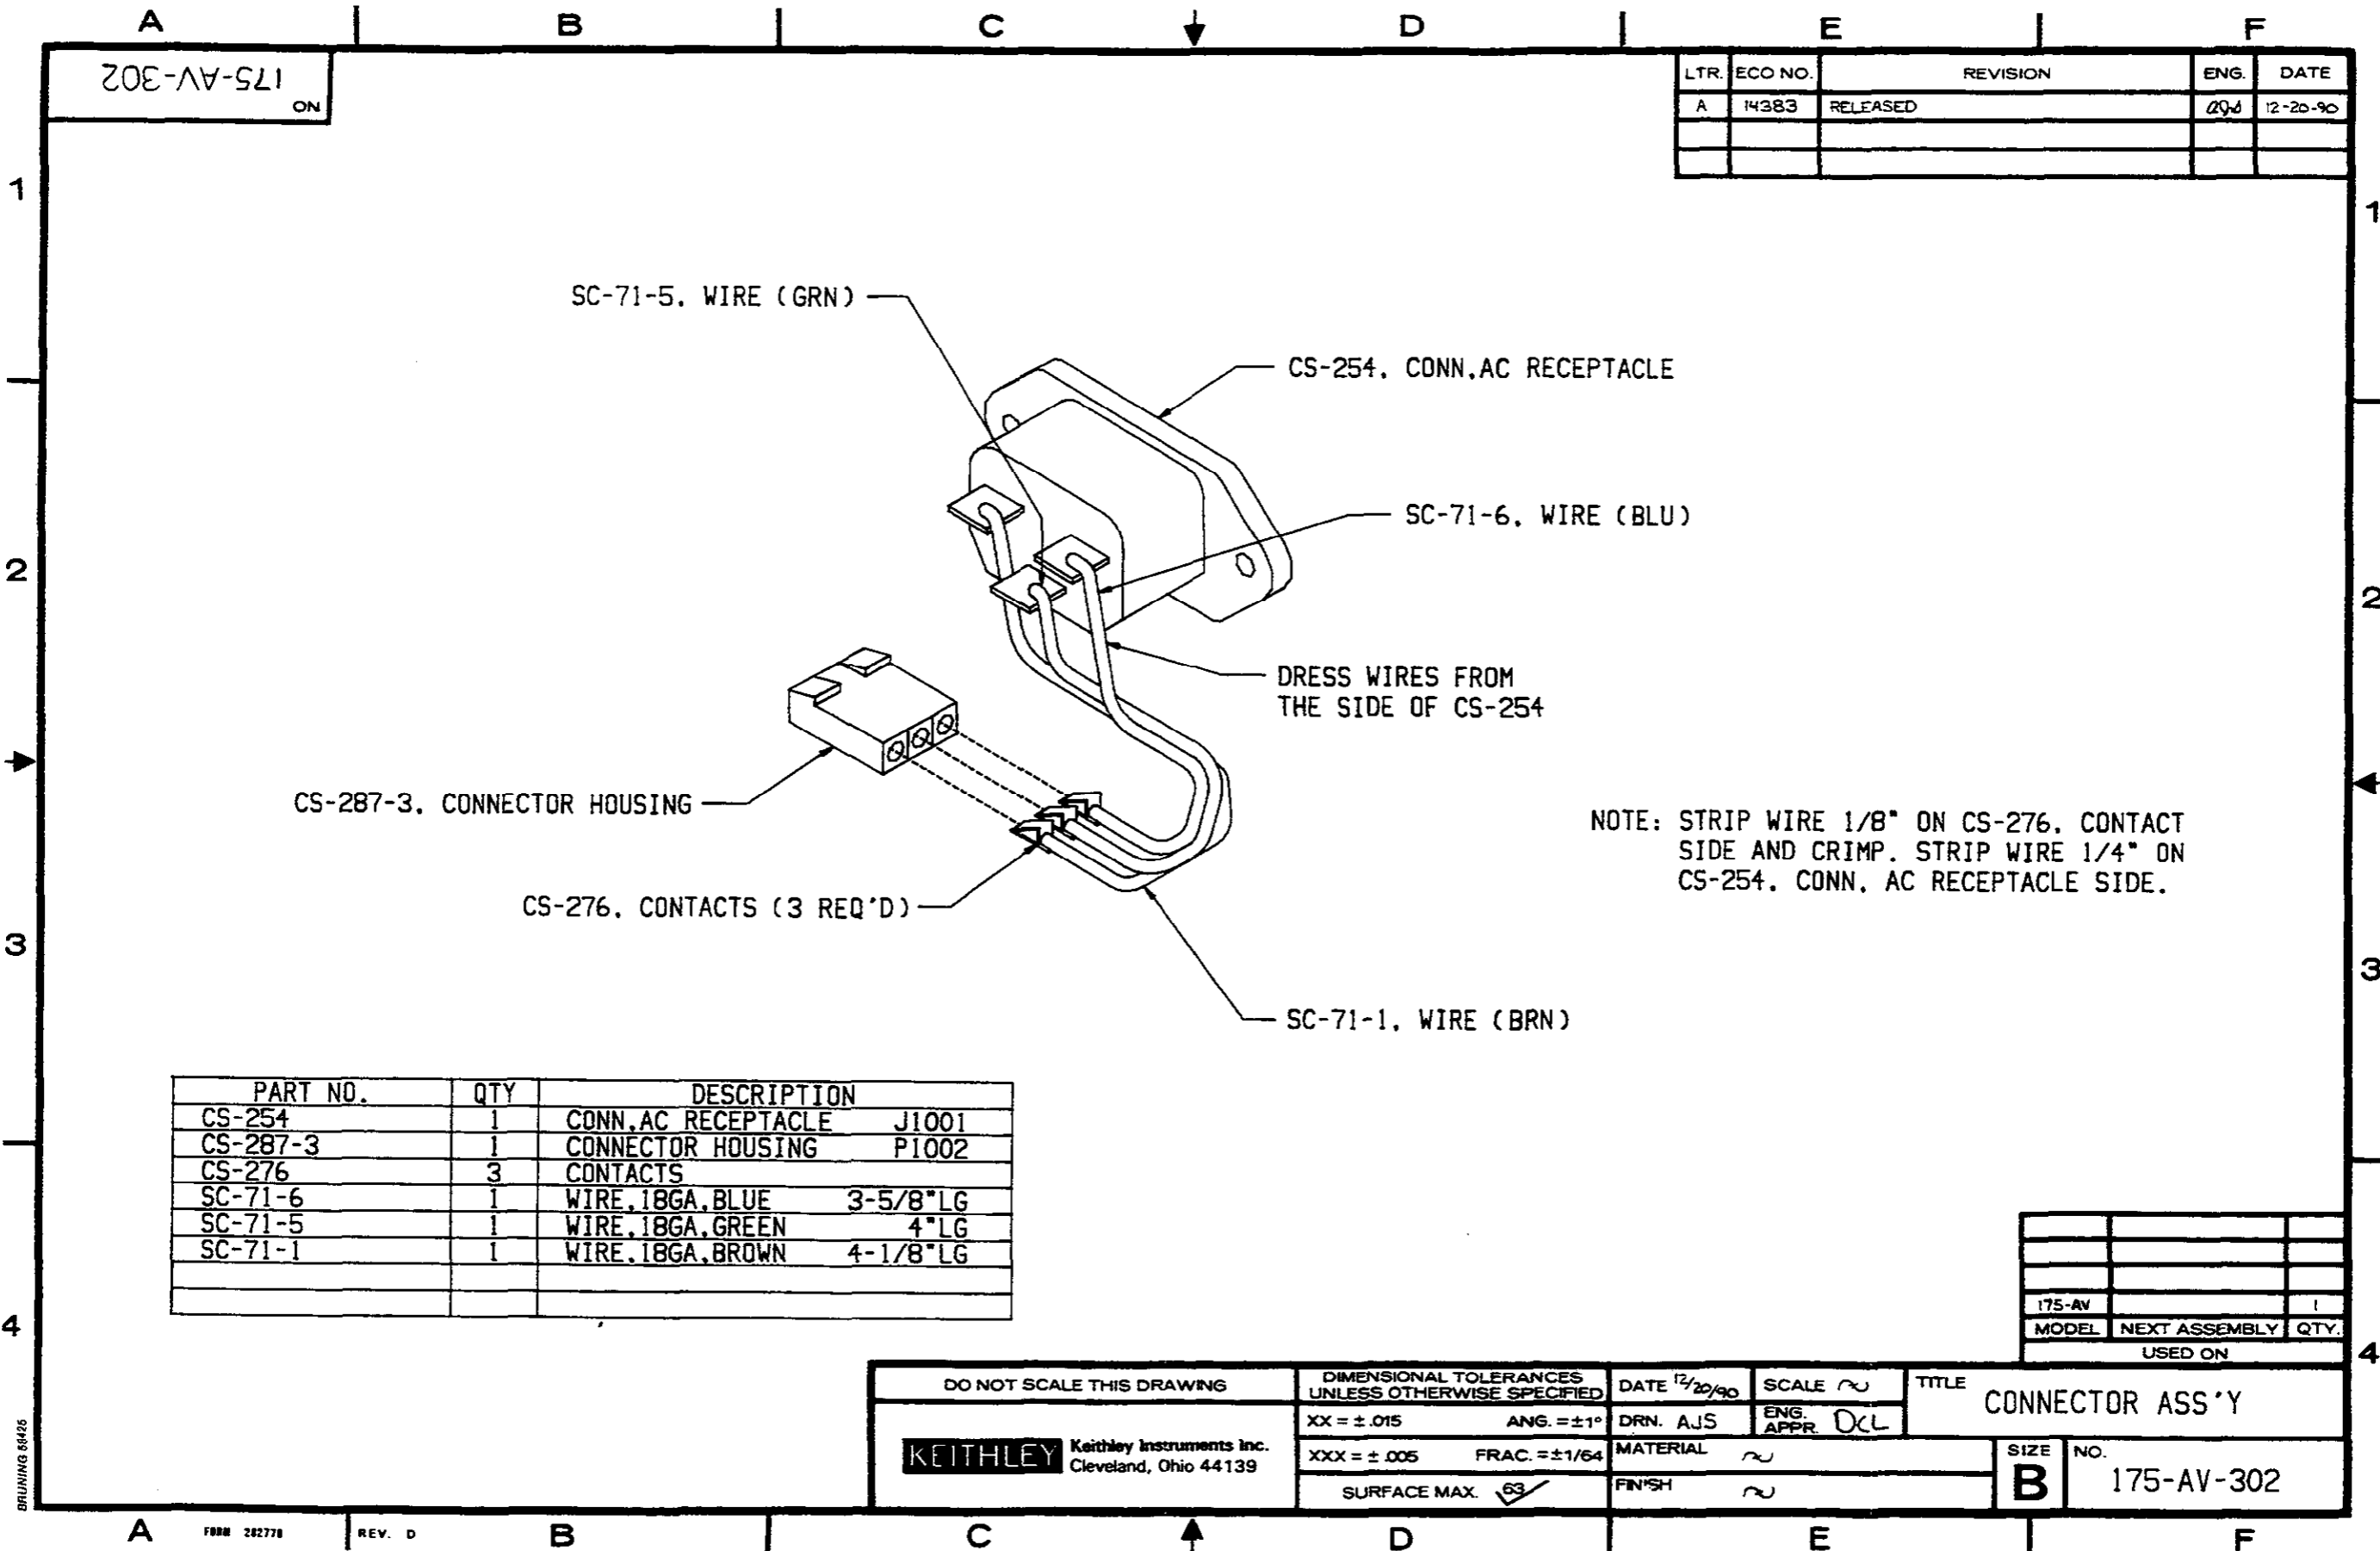 A B C D E F
175-AV-302
NO
LTR. ECO NO. REVISION ENG. DATE
A 14383 RELEASED 12-20-90
1
1
SC-71-5. WIRE (GRN)
CS-254. CONN.AC RECEPTACLE
SC-71-6. WIRE (BLU)
2
2
DRESS WIRES FROM
THE SIDE OF CS-254
CS-287-3. CONNECTOR HOUSING
NOTE: STRIP WIRE 1/8" ON CS-276. CONTACT
SIDE AND CRIMP. STRIP WIRE 1/4" ON
CS-254. CONN. AC RECEPTACLE SIDE.
CS-276. CONTACTS (3 REQ'D)
3
3
SC-71-1. WIRE (BRN)
PART NO. QTY DESCRIPTION
CS-254 1 CONN.AC RECEPTACLE J1001
CS-287-3 1 CONNECTOR HOUSING P1002
CS-276 3 CONTACTS
SC-71-6 1 WIRE.18GA.BLUE 3-5/8"LG
SC-71-5 1 WIRE.18GA.GREEN 4"LG
SC-71-1 1 WIRE.18GA.BROWN 4-1/8"LG
175-AV 1
MODEL NEXT ASSEMBLY QTY.
USED ON
4
4
DO NOT SCALE THIS DRAWING
KEITHLEY Keithley Instruments Inc.
Cleveland, Ohio 44139
DIMENSIONAL TOLERANCES
UNLESS OTHERWISE SPECIFIED
XX = ± .015 ANG. = ±1°
XXX = ± .005 FRAC. = ±1/64
SURFACE MAX. 63
DATE 12/20/90 SCALE ~
DRN. AJS ENG. APPR. DCL
MATERIAL ~
FINISH ~
TITLE CONNECTOR ASS'Y
SIZE B NO. 175-AV-302
BRUNING 58425
FORM 282778 REV. D
A B C D E F